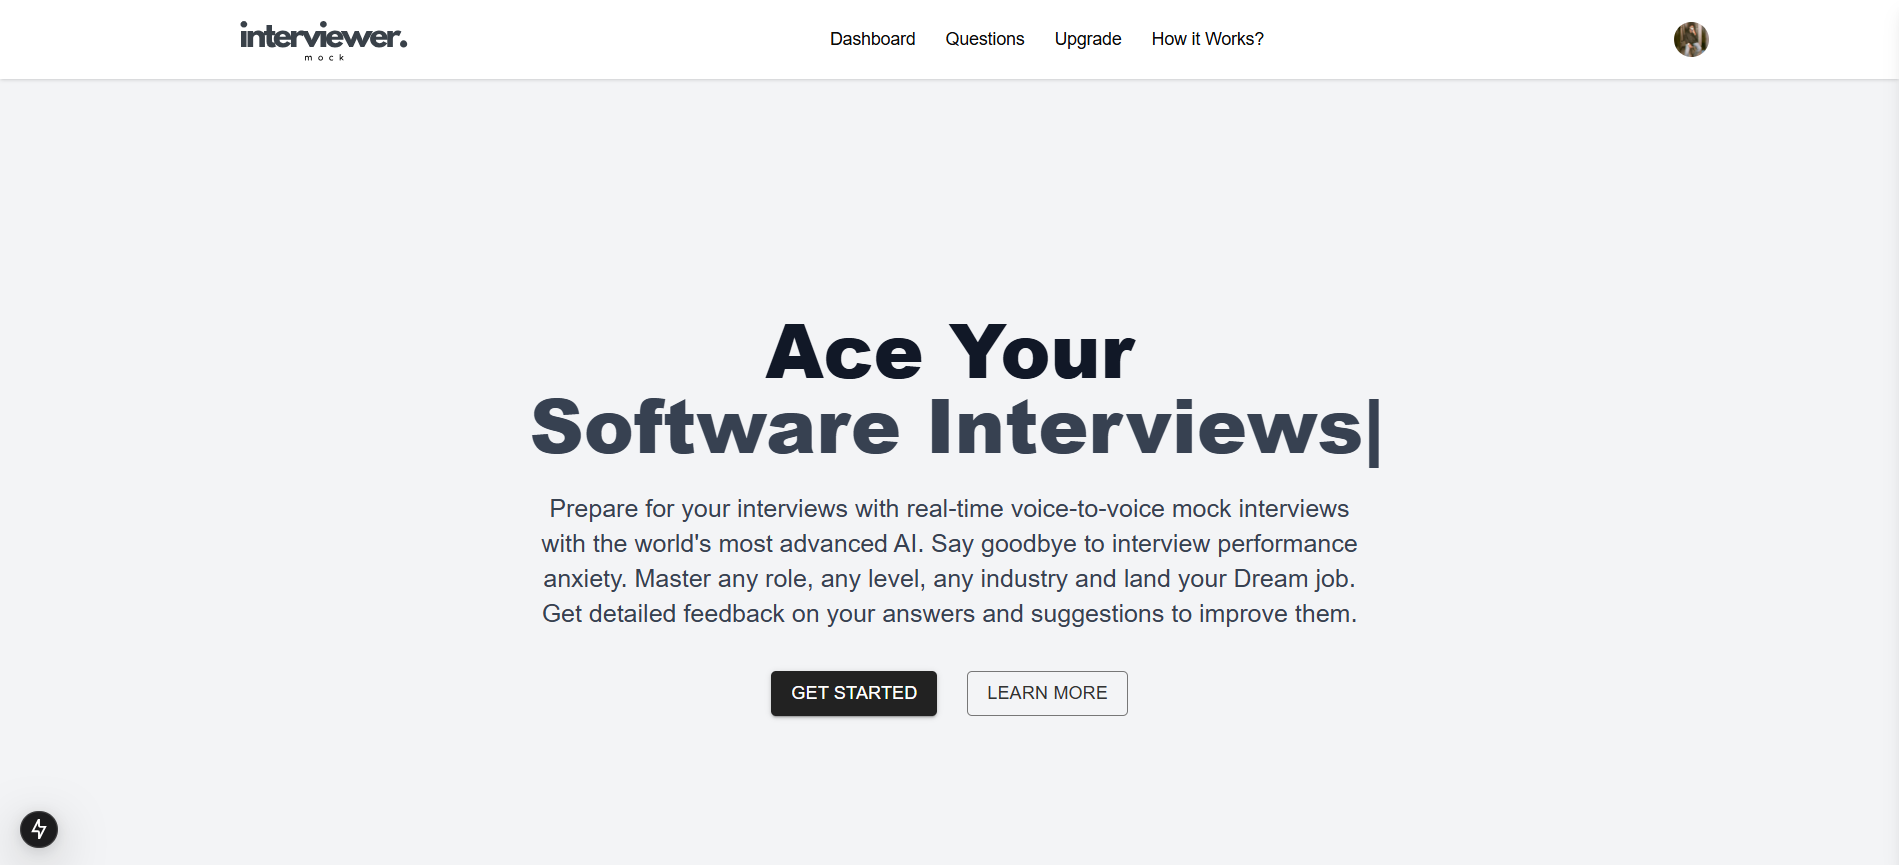 interviewer.
mock
Dashboard Questions Upgrade How it Works?
Ace Your
Software Interviews|
Prepare for your interviews with real-time voice-to-voice mock interviews
with the world's most advanced AI. Say goodbye to interview performance
anxiety. Master any role, any level, any industry and land your Dream job.
Get detailed feedback on your answers and suggestions to improve them.
GET STARTED LEARN MORE